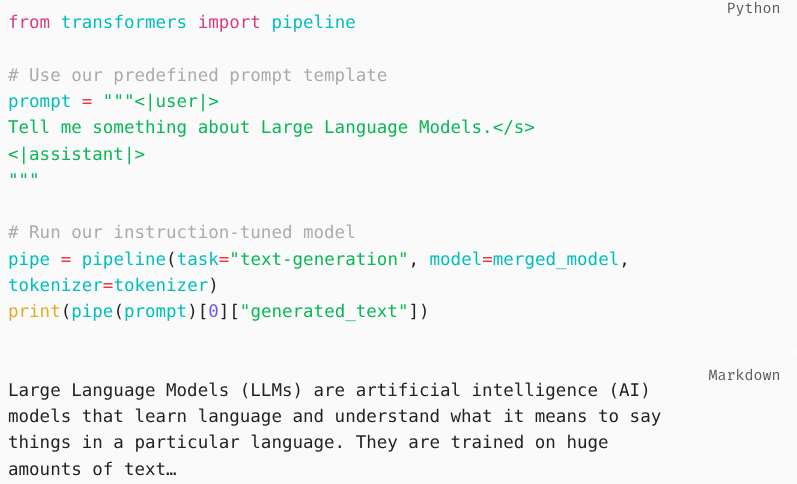 Python
from transformers import pipeline
# Use our predefined prompt template
prompt = """<|user|>
Tell me something about Large Language Models.</s>
<|assistant|>
"""
# Run our instruction-tuned model
pipe = pipeline(task="text-generation", model=merged_model,
tokenizer=tokenizer)
print(pipe(prompt)[0]["generated_text"])
Markdown
Large Language Models (LLMs) are artificial intelligence (AI)
models that learn language and understand what it means to say
things in a particular language. They are trained on huge
amounts of text…